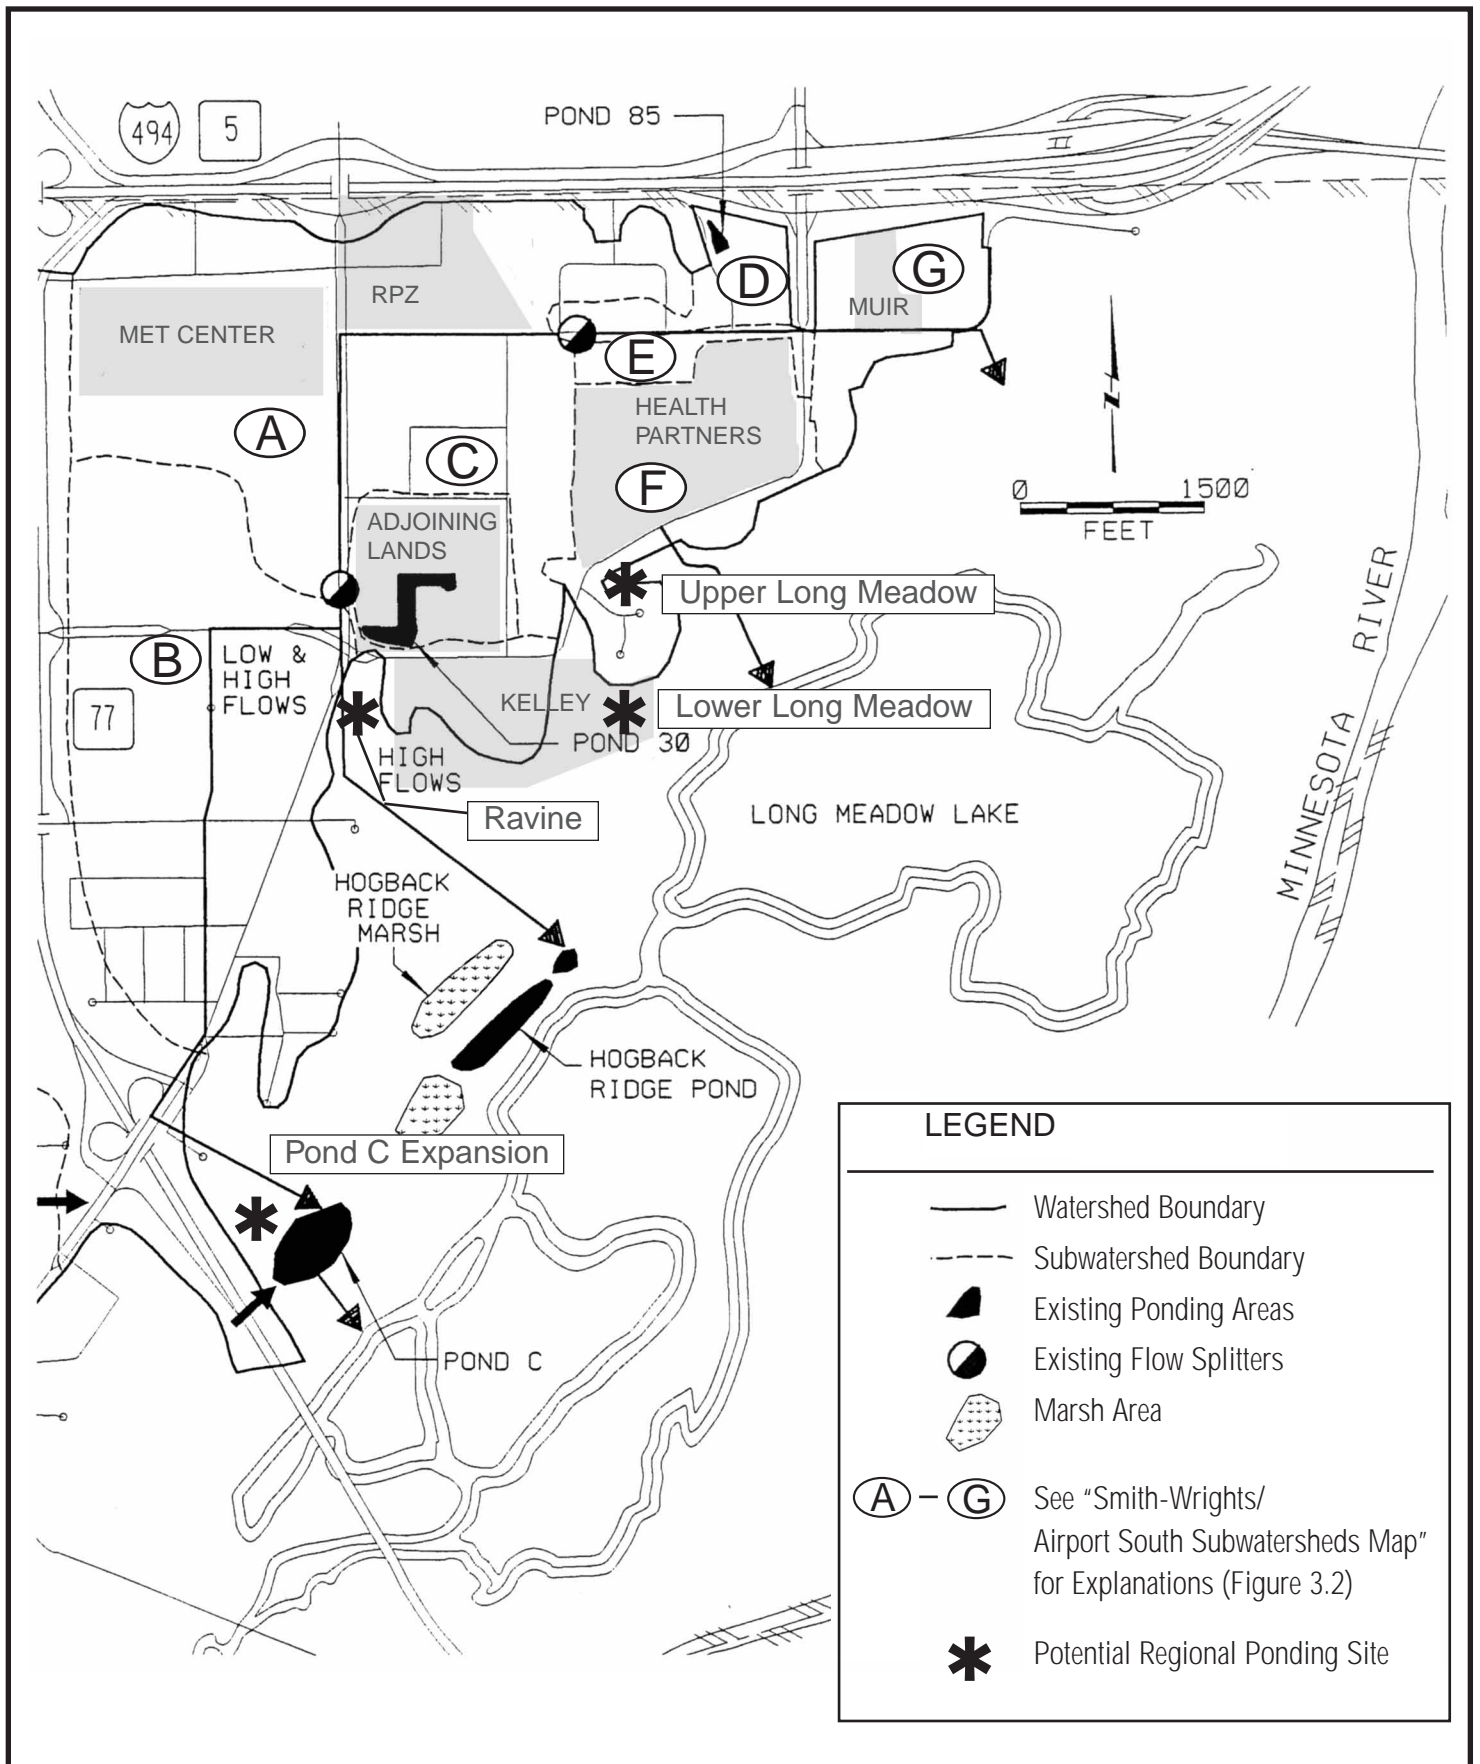 494
5
POND 85
RPZ
D
G
MET CENTER
MUIR
E
HEALTH
PARTNERS
A
C
F
0 1500
FEET
ADJOINING
LANDS
Upper Long Meadow
B
LOW &
HIGH
FLOWS
77
KELLEY
Lower Long Meadow
POND 30
HIGH
FLOWS
Ravine
LONG MEADOW LAKE
MINNESOTA RIVER
HOGBACK
RIDGE
MARSH
HOGBACK
RIDGE POND
Pond C Expansion
POND C
LEGEND
Watershed Boundary
Subwatershed Boundary
Existing Ponding Areas
Existing Flow Splitters
Marsh Area
A – G See “Smith-Wrights/
Airport South Subwatersheds Map”
for Explanations (Figure 3.2)
Potential Regional Ponding Site